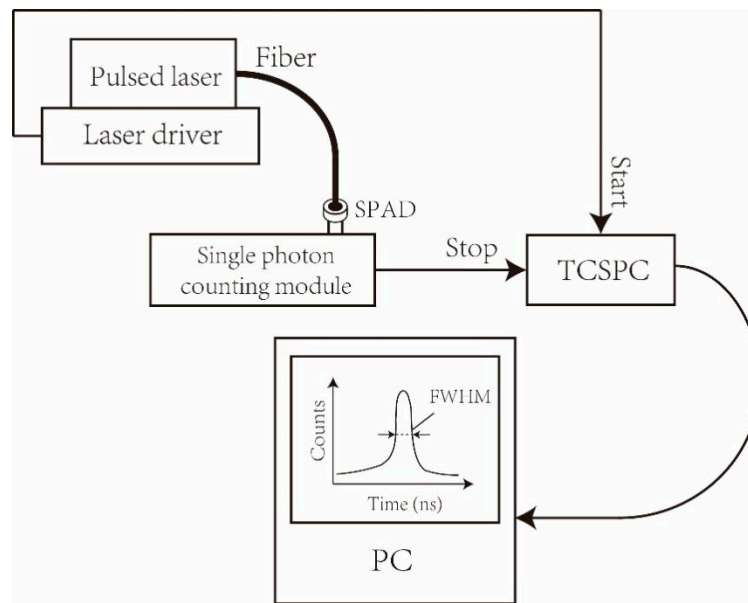 Pulsed laser
Fiber
Laser driver
SPAD
Start
Single photon
counting module
Stop
TCSPC
Counts
FWHM
Time (ns)
PC